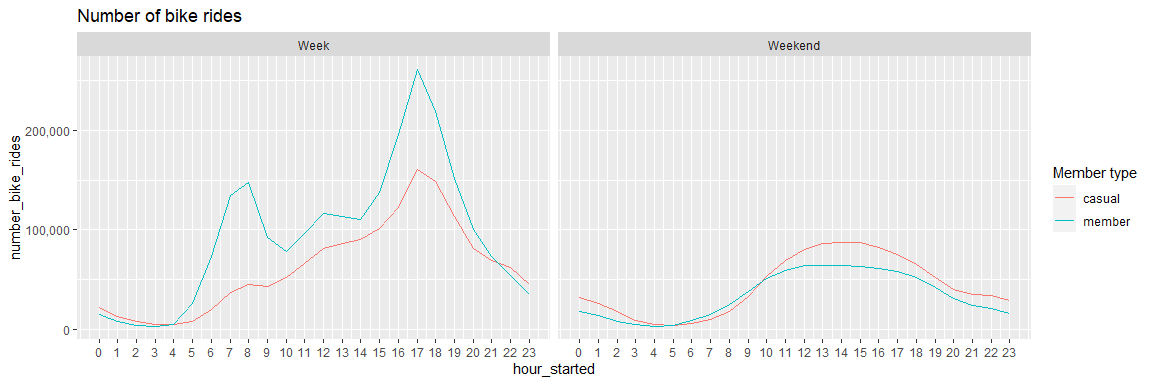 Number of bike rides
Week
Weekend
number_bike_rides
200,000
100,000
0
0 1 2 3 4 5 6 7 8 9 10 11 12 13 14 15 16 17 18 19 20 21 22 23
0 1 2 3 4 5 6 7 8 9 10 11 12 13 14 15 16 17 18 19 20 21 22 23
hour_started
Member type
casual
member